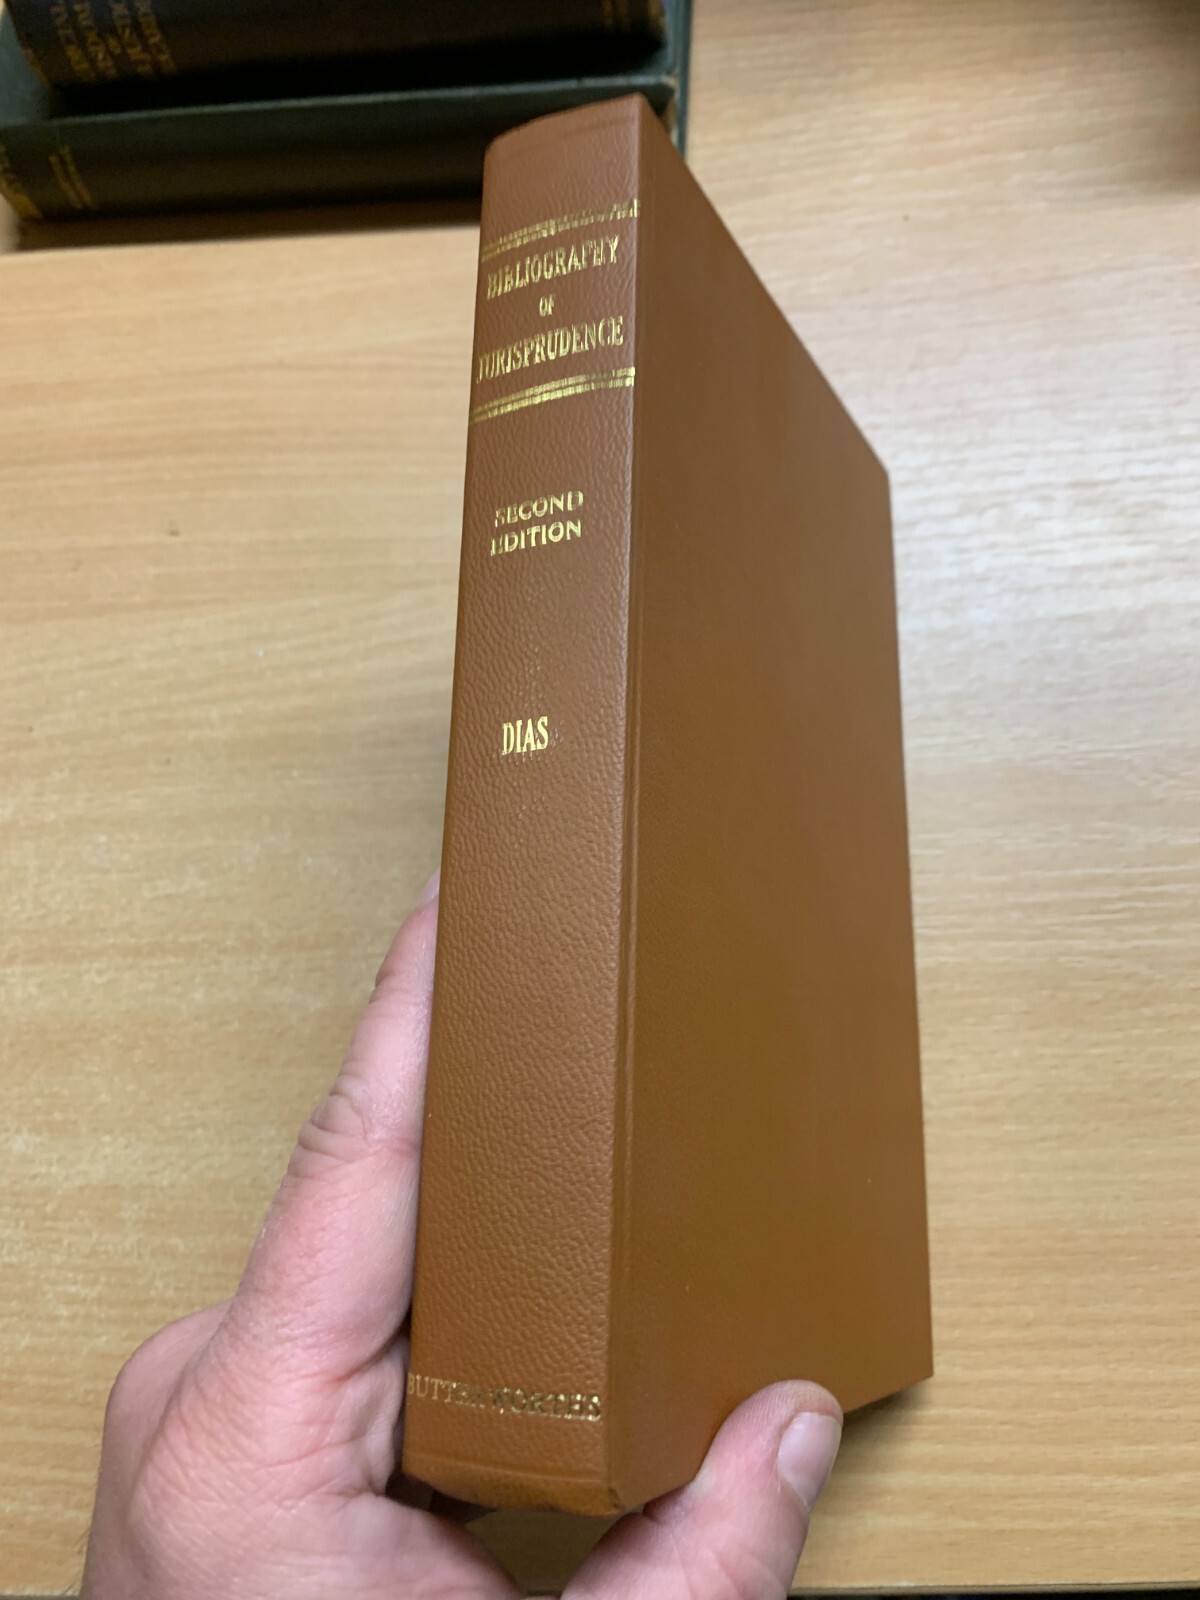 BIBLIOGRAPHY
OF
JURISPRUDENCE
SECOND
EDITION
DIAS
BUTTERWORTHS